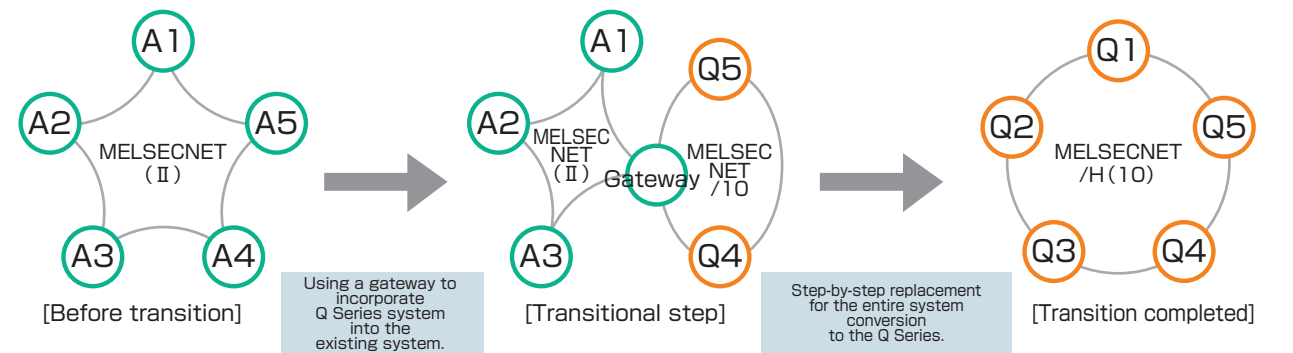 A1
A2
A5
MELSECNET
(Ⅱ)
A3
A4
[Before transition]
Using a gateway to
incorporate
Q Series system
into the
existing system.
A1
Q5
A2
MELSEC
NET
(Ⅱ)
Gateway
MELSEC
NET
/10
A3
Q4
[Transitional step]
Step-by-step replacement
for the entire system
conversion
to the Q Series.
Q1
Q2
Q5
MELSECNET
/H(10)
Q3
Q4
[Transition completed]